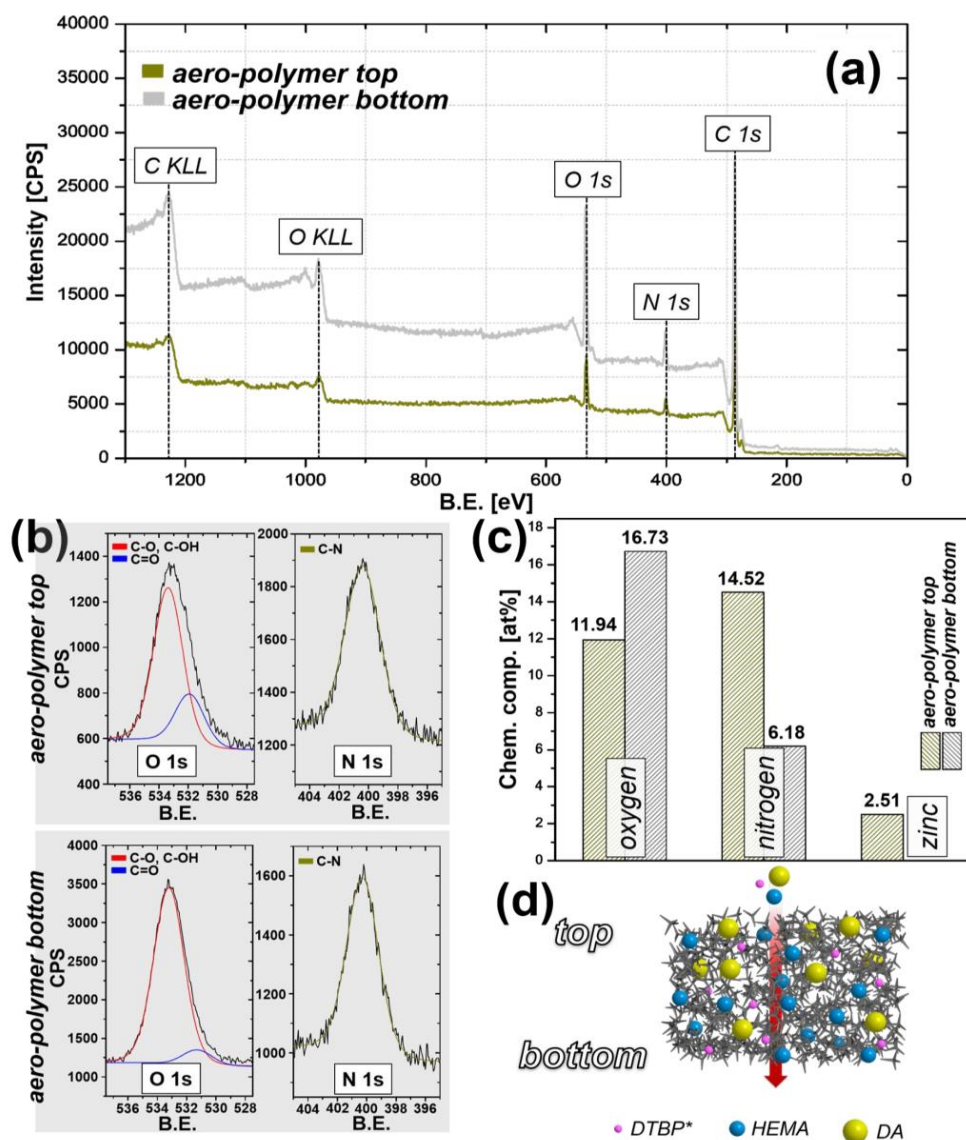 (a)
40000
35000
30000
25000
20000
15000
10000
5000
0
Intensity [CPS]
aero-polymer top
aero-polymer bottom
C KLL
O KLL
O 1s
N 1s
C 1s
1200 1000 800 600 400 200 0
B.E. [eV]
(b)
aero-polymer top
CPS
1400
1200
1000
800
600
400
C-O, C-OH
C=O
O 1s
536 534 532 530 528
B.E.
2000
1800
1600
1400
1200
C-N
N 1s
404 402 400 398 396
B.E.
aero-polymer bottom
CPS
4000
3500
3000
2500
2000
1500
1000
C-O, C-OH
C=O
O 1s
536 534 532 530 528
B.E.
1600
1400
1200
1000
C-N
N 1s
404 402 400 398 396
B.E.
(c)
Chem. comp. [at%]
18
16
14
12
10
8
6
4
2
0
11.94
16.73
14.52
6.18
2.51
oxygen
nitrogen
zinc
aero-polymer top
aero-polymer bottom
(d)
top
bottom
DTBP* HEMA DA